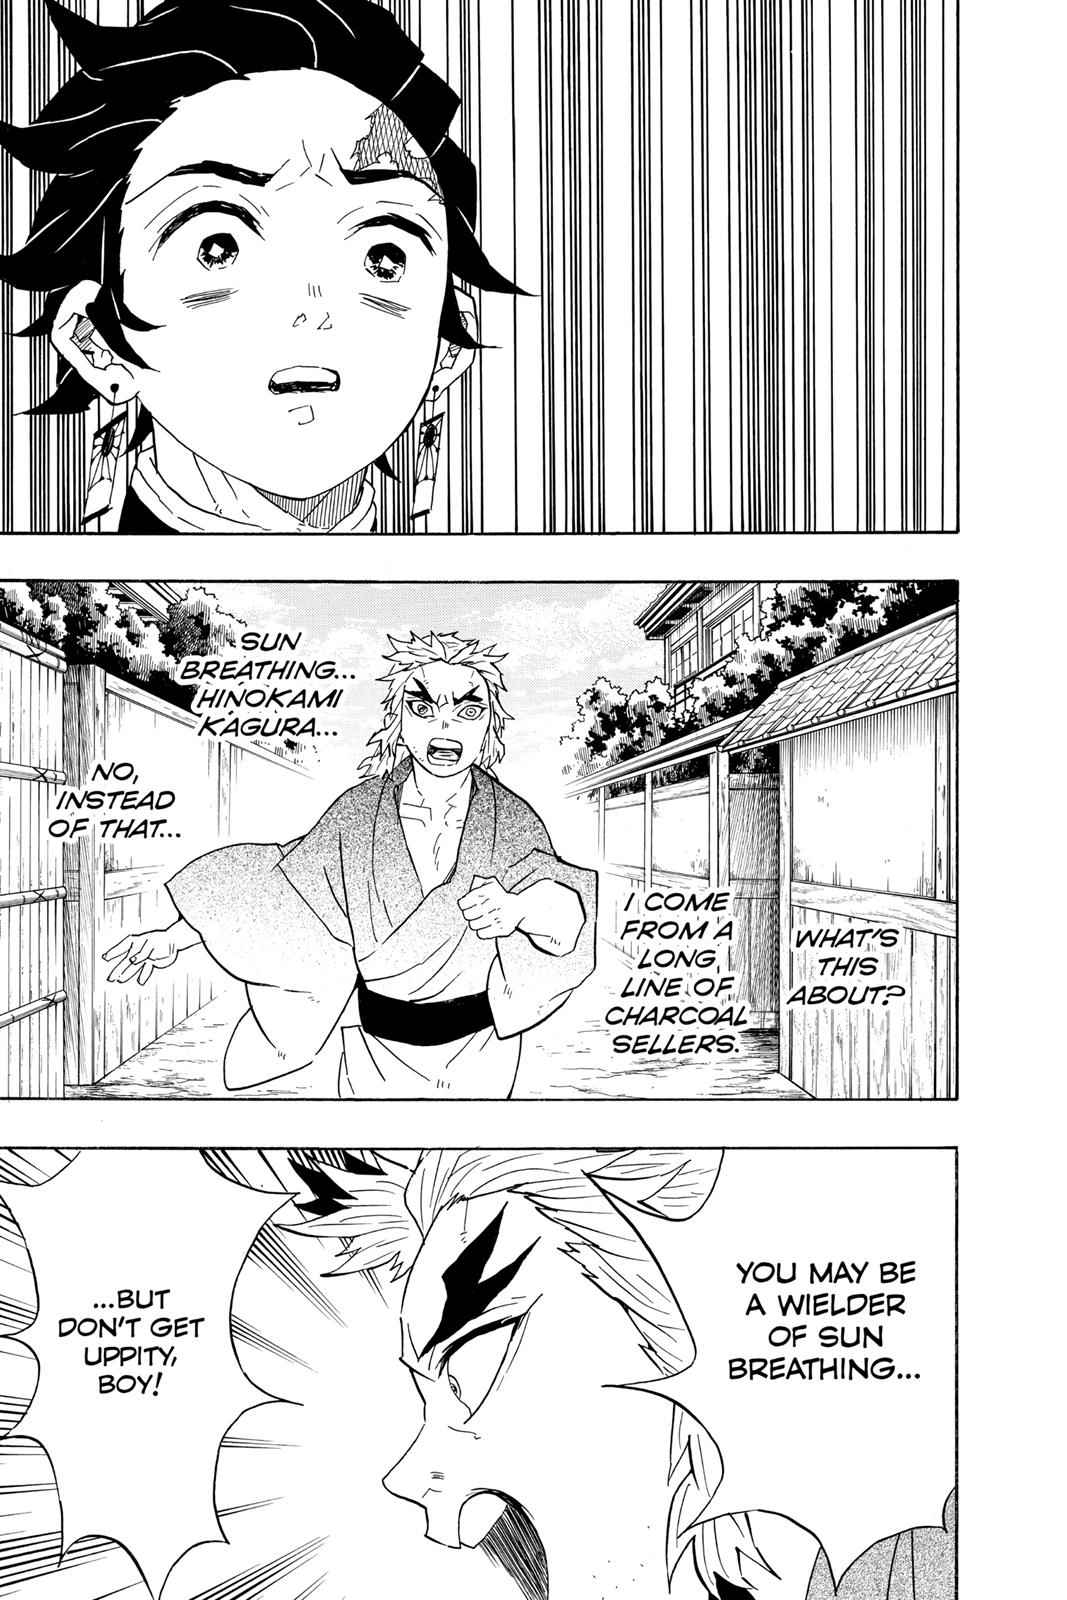 WHAT'S
THIS
ABOUT?
I COME
FROM A
LONG
LINE OF
CHARCOAL
SELLERS.
SUN
BREATHING...
HINOKAMI
KAGURA...
NO,
INSTEAD
OF THAT...
YOU MAY BE
A WIELDER
OF SUN
BREATHING...
...BUT
DON'T GET
UPPITY,
BOY!